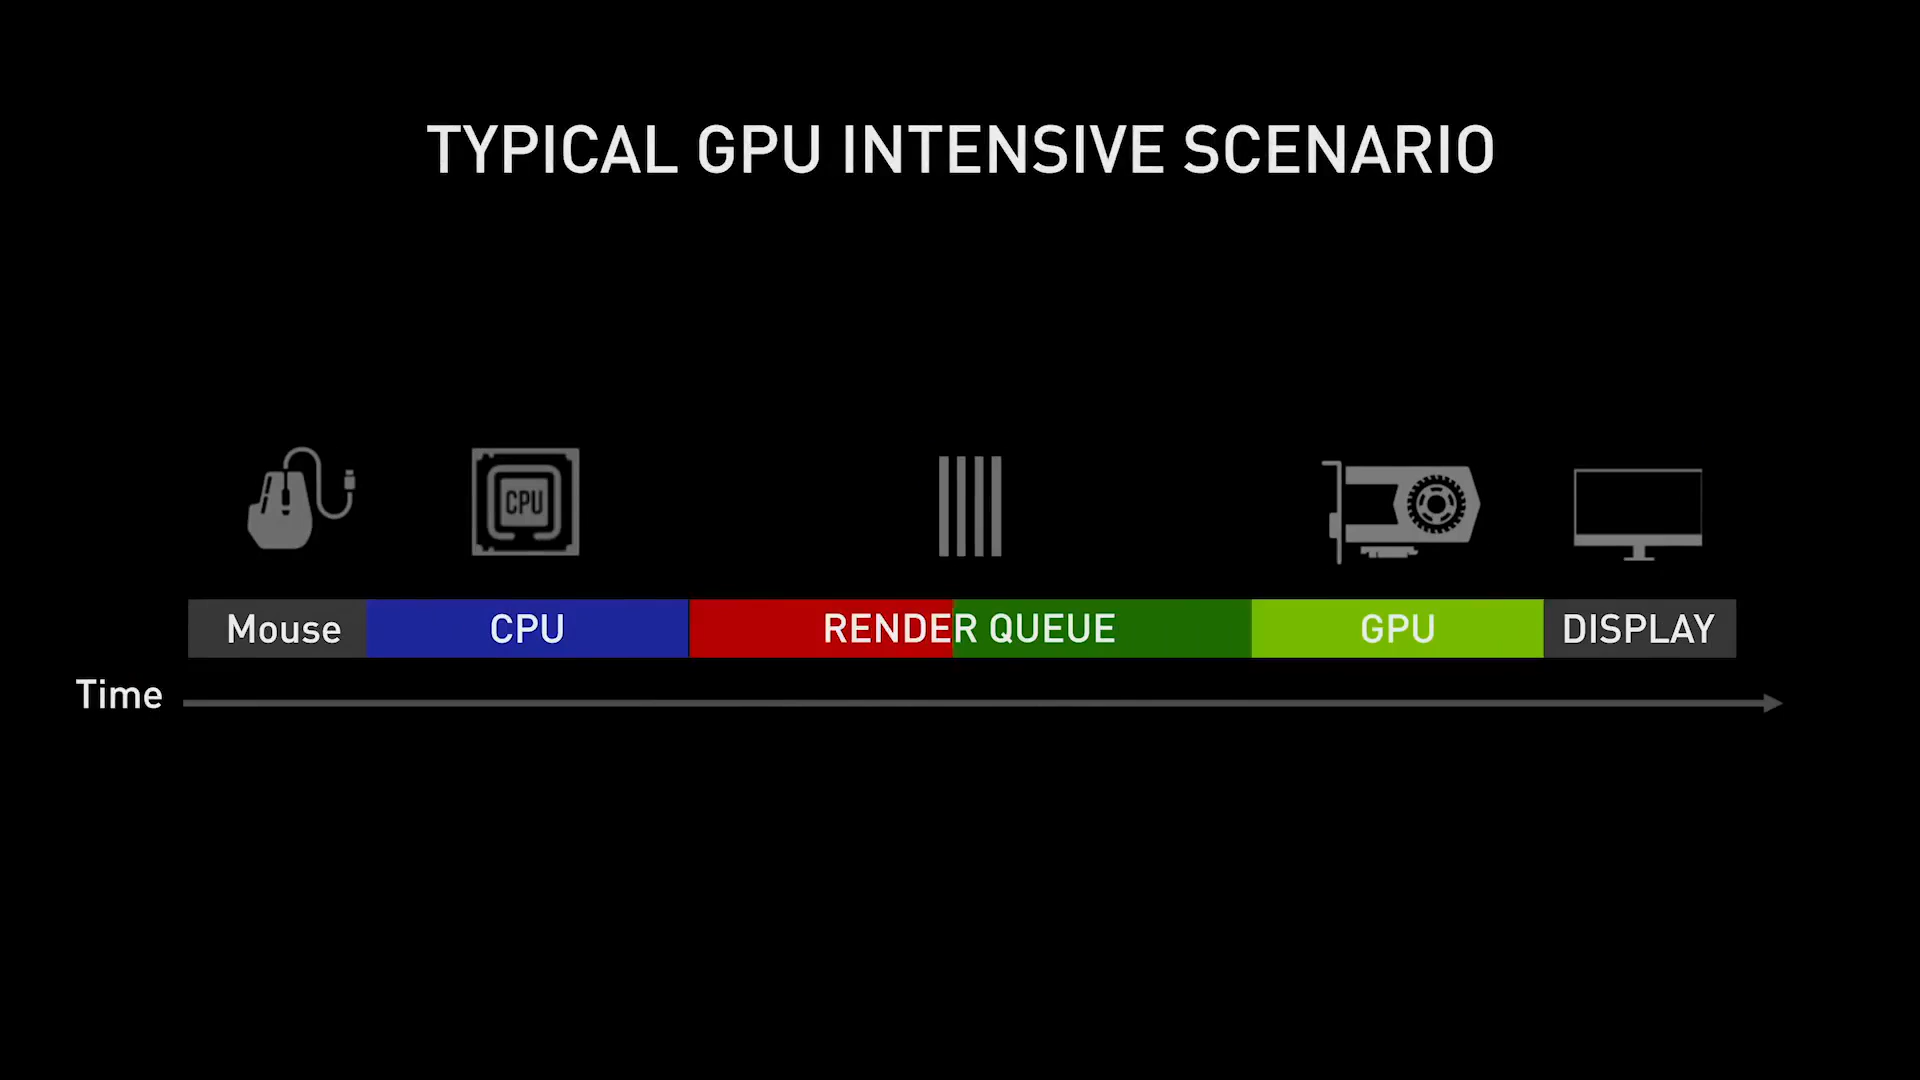 TYPICAL GPU INTENSIVE SCENARIO
CPU
Mouse CPU RENDER QUEUE GPU DISPLAY
Time